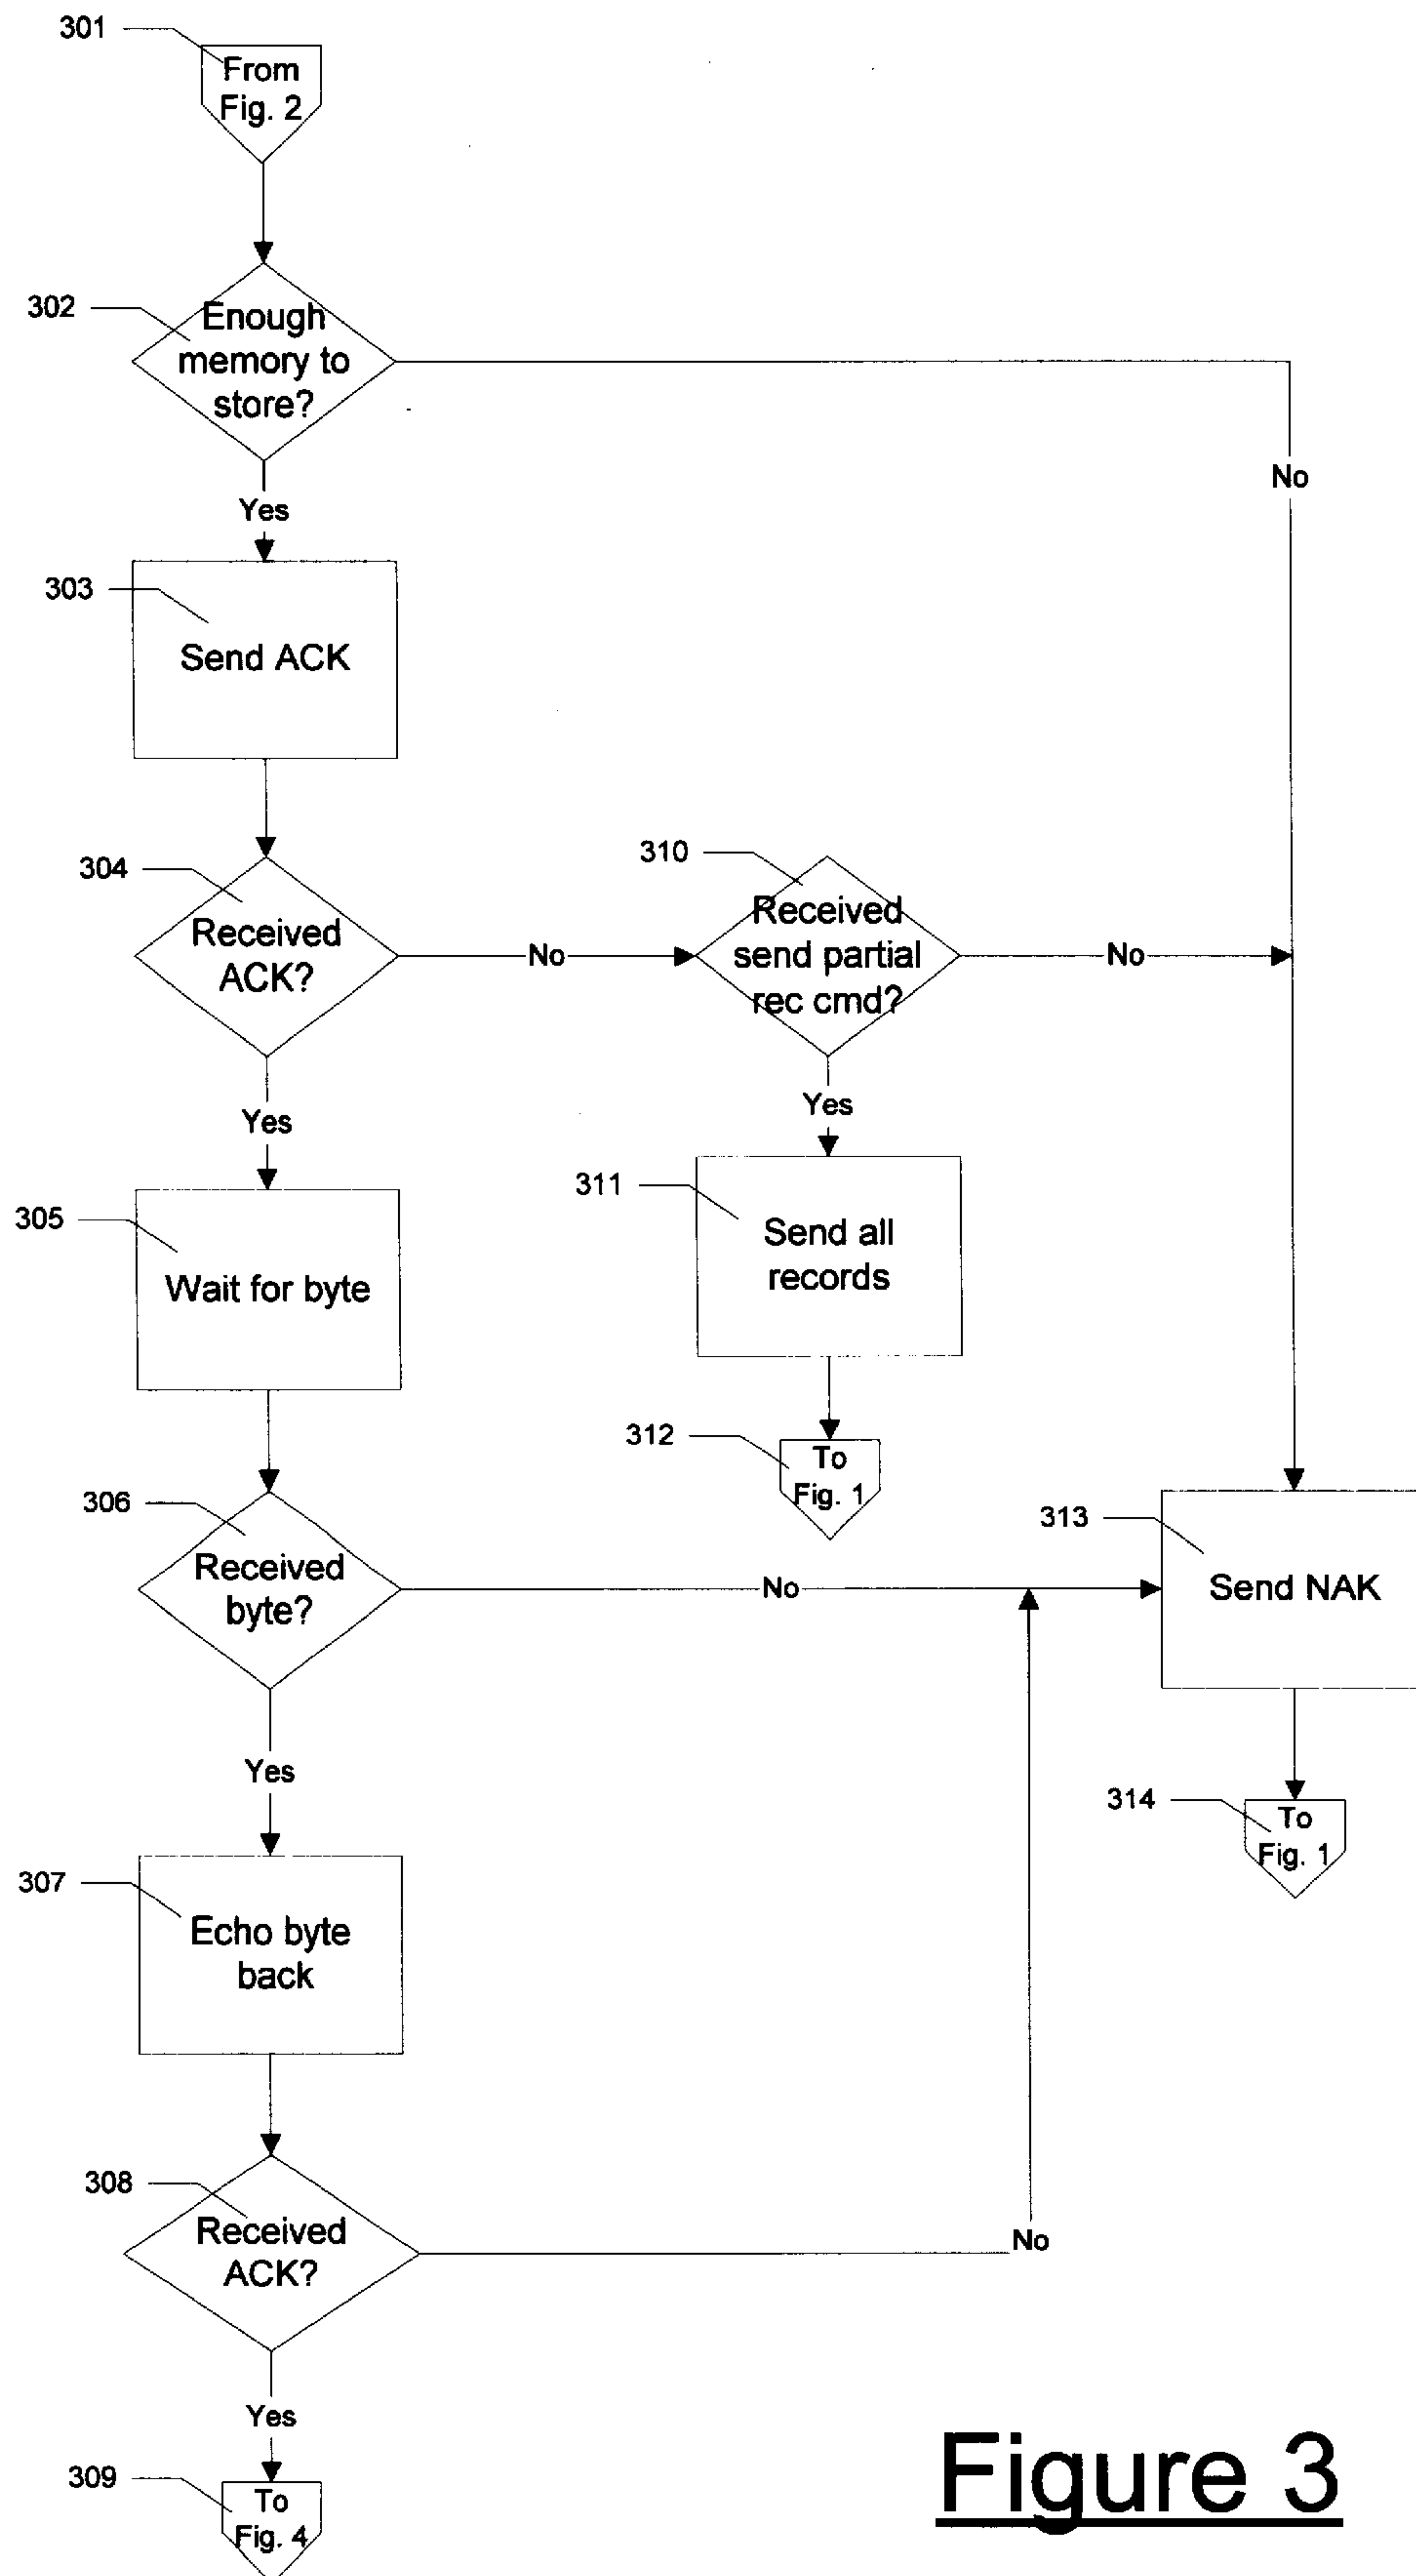 301
From
Fig. 2
302
Enough
memory to
store?
No
Yes
303
Send ACK
304
Received
ACK?
No
310
Received
send partial
rec cmd?
No
Yes
Yes
305
Wait for byte
311
Send all
records
312
To
Fig. 1
306
Received
byte?
No
313
Send NAK
Yes
314
To
Fig. 1
307
Echo byte
back
308
Received
ACK?
No
Yes
309
To
Fig. 4
Figure 3